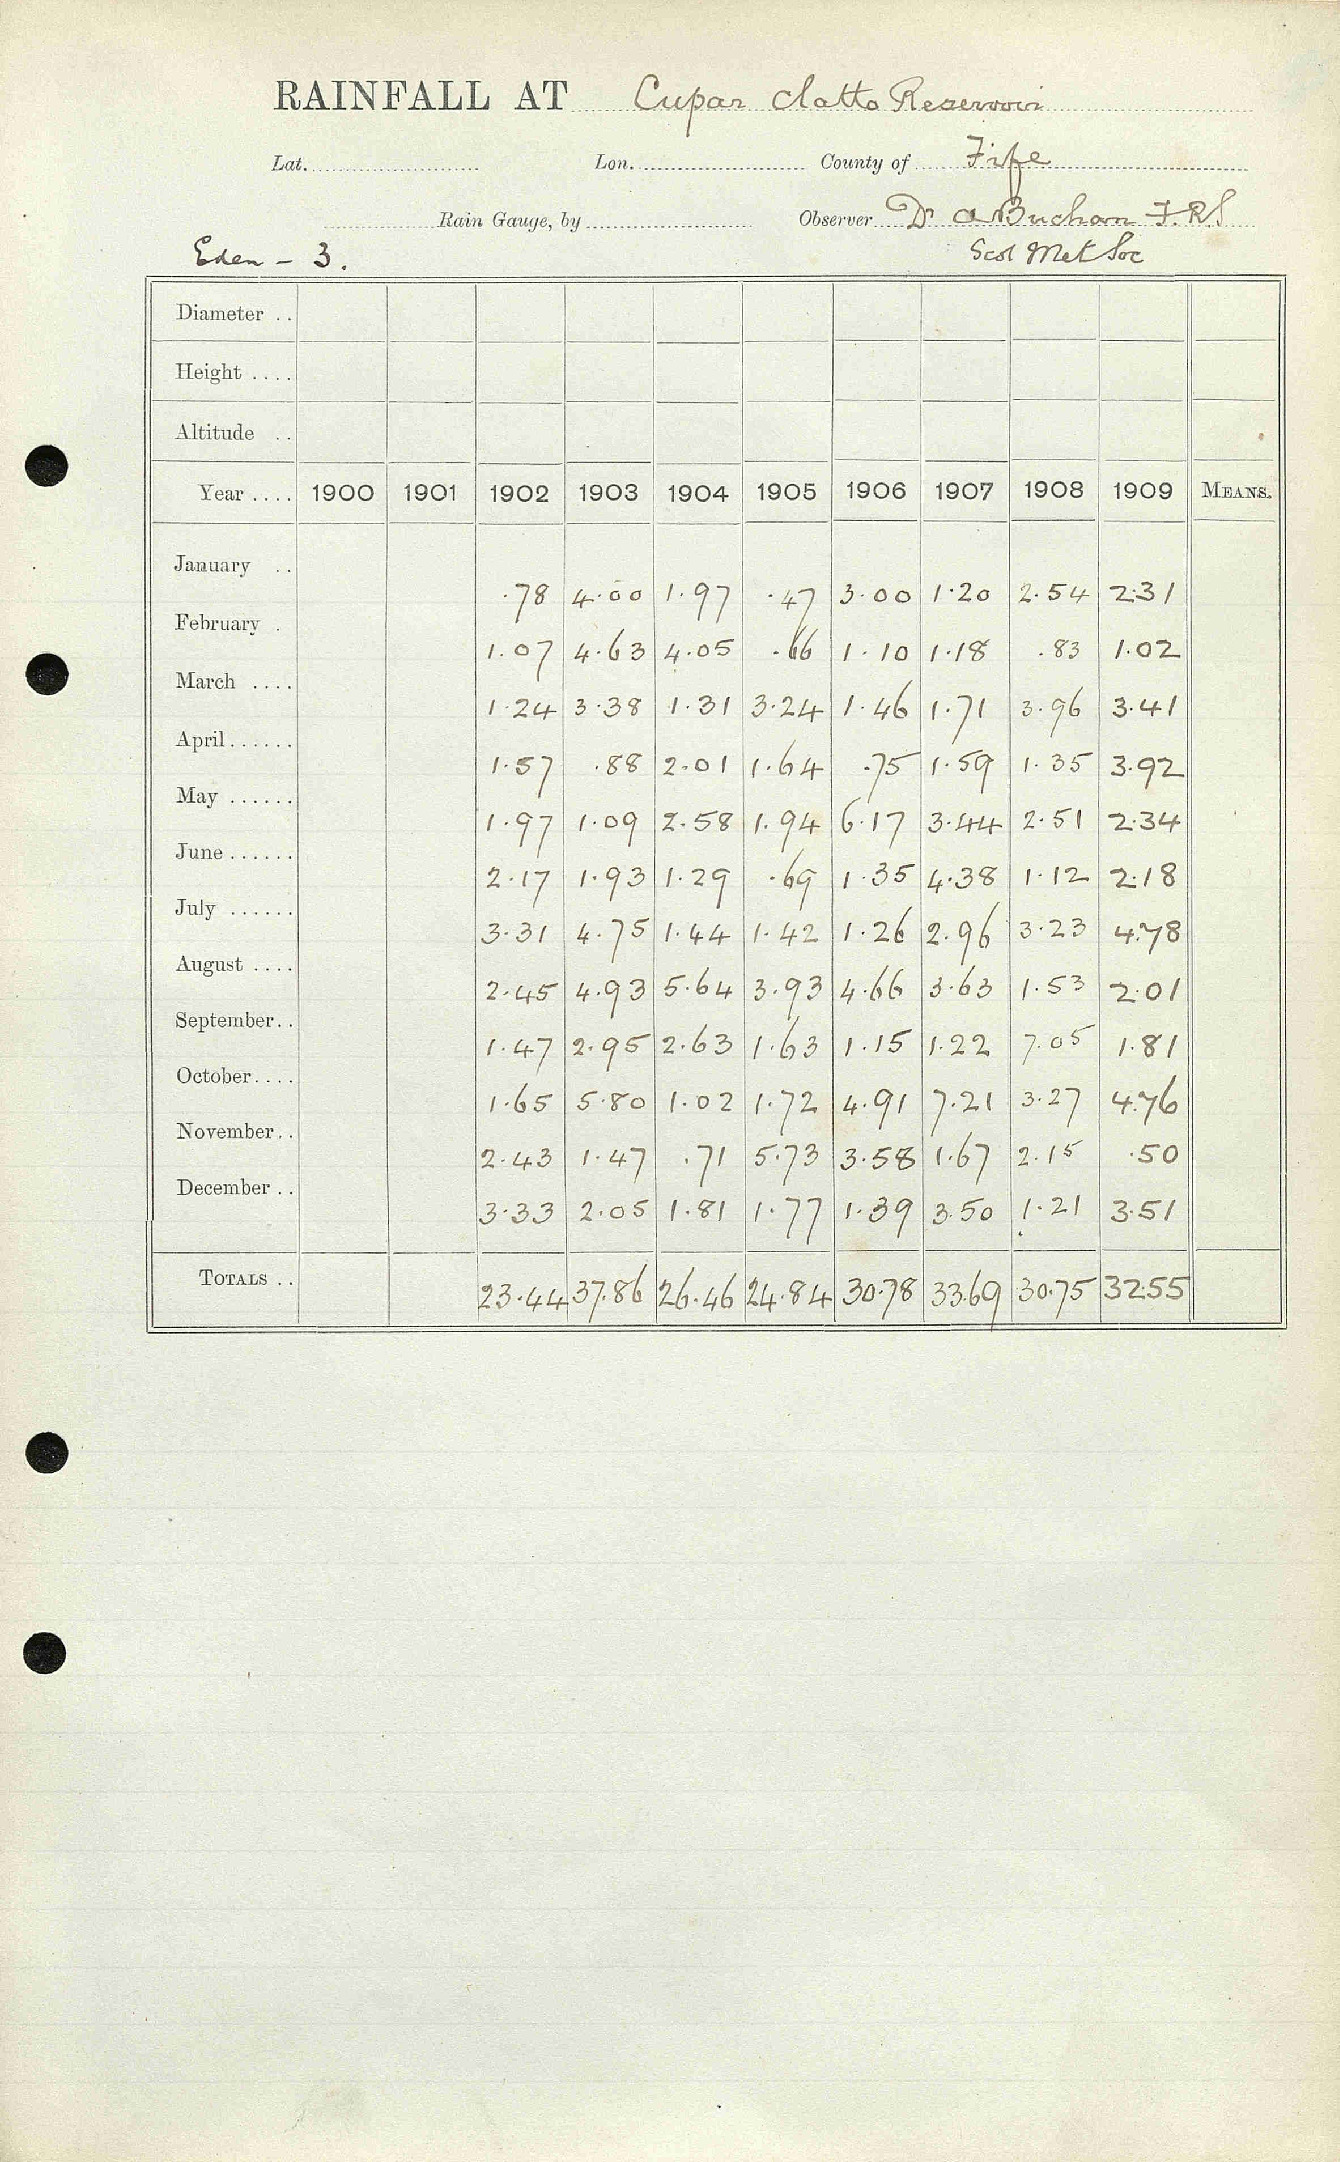 RAINFALL AT Cupar Clatto Reservoir
Lat. Lon. County of Fife
Rain Gauge, by Observer Dr A Buchan F.R.S
Eden - 3. Scot Met Soc
Diameter ..
Height ....
Altitude ..
Year .... 1900 1901 1902 1903 1904 1905 1906 1907 1908 1909 MEANS.
January .. .78 4.00 1.97 .47 3.00 1.20 2.54 2.31
February . 1.07 4.63 4.05 .66 1.10 1.18 .83 1.02
March .... 1.24 3.38 1.31 3.24 1.46 1.71 3.96 3.41
April...... 1.57 .88 2.01 1.64 .75 1.59 1.35 3.92
May ...... 1.97 1.09 2.58 1.94 6.17 3.44 2.51 2.34
June...... 2.17 1.93 1.29 .69 1.35 4.38 1.12 2.18
July ...... 3.31 4.75 1.44 1.42 1.26 2.96 3.23 4.78
August .... 2.45 4.93 5.64 3.93 4.66 3.63 1.53 2.01
September.. 1.47 2.95 2.63 1.63 1.15 1.22 7.05 1.81
October.... 1.65 5.80 1.02 1.72 4.91 7.21 3.27 4.76
November.. 2.43 1.47 .71 5.73 3.58 1.67 2.15 .50
December .. 3.33 2.05 1.81 1.77 1.39 3.50 1.21 3.51
TOTALS .. 23.44 37.86 26.46 24.84 30.78 33.69 30.75 32.55